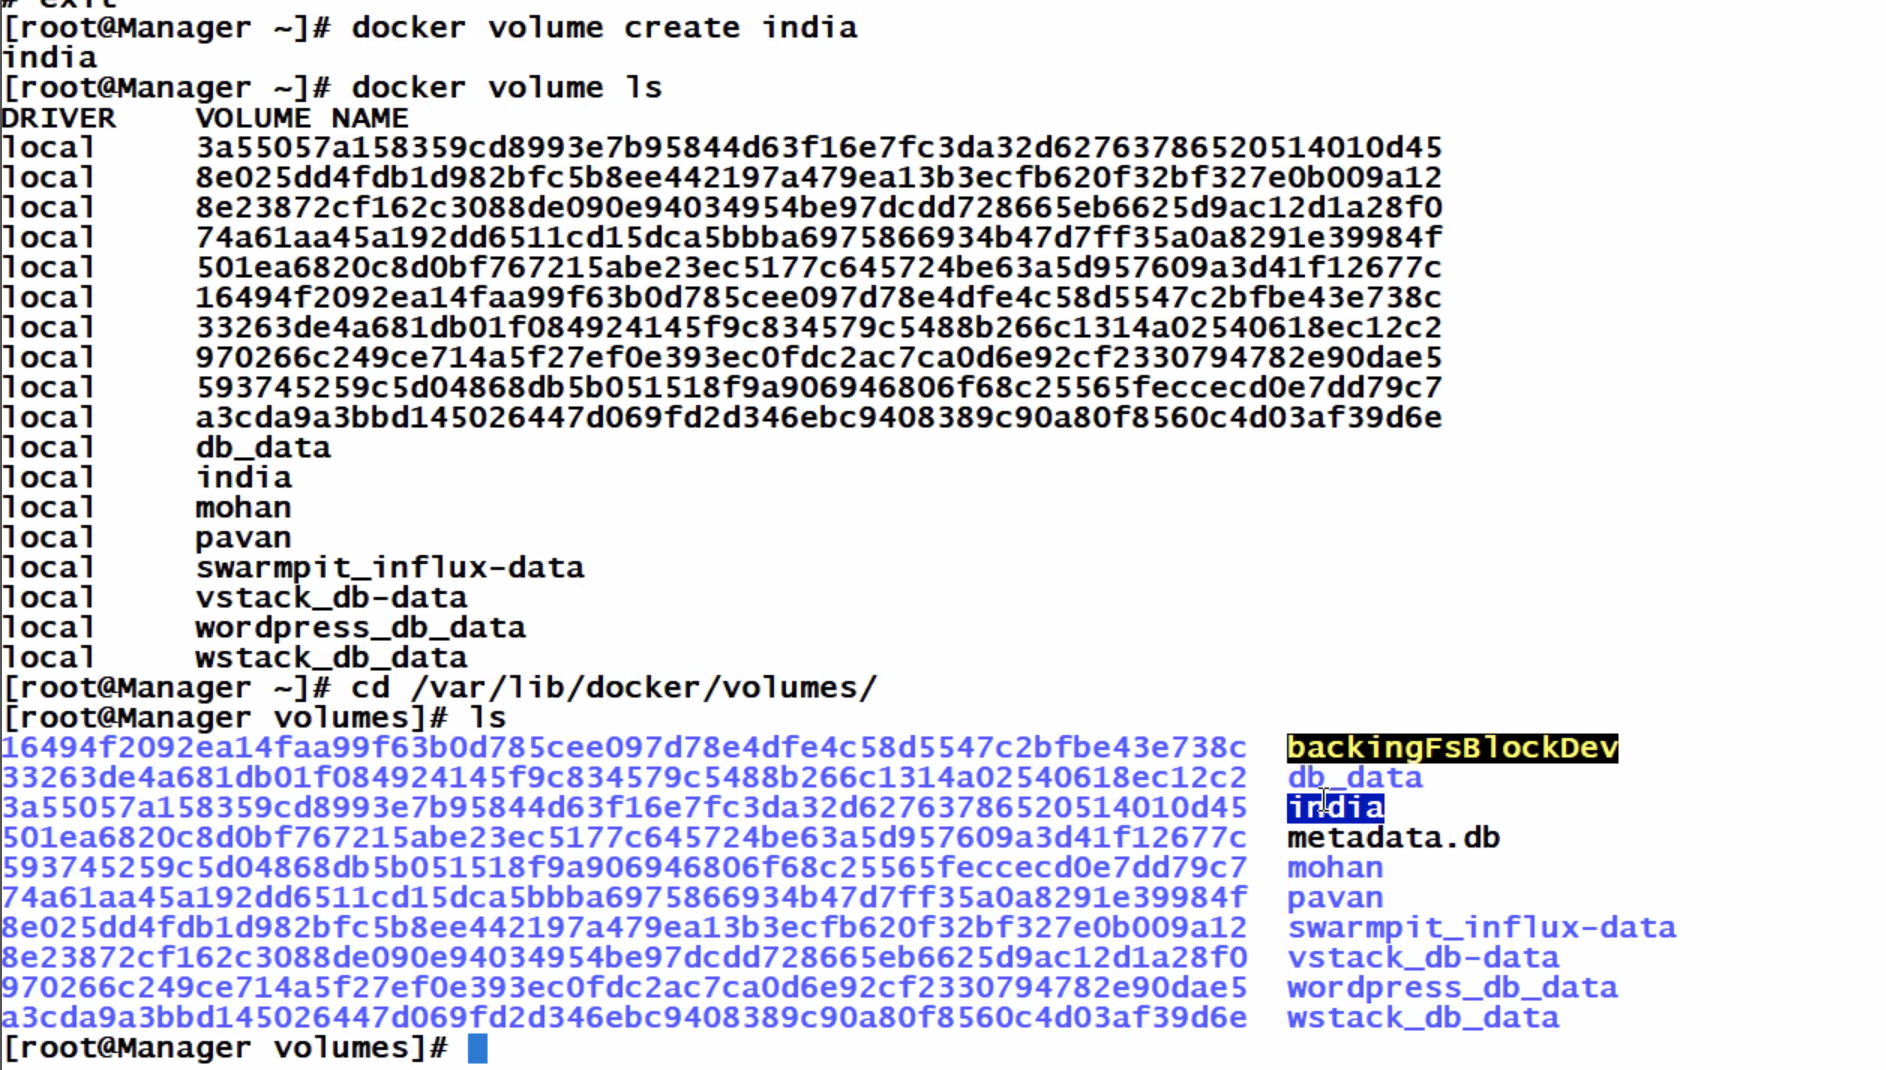 # exit
[root@Manager ~]# docker volume create india
india
[root@Manager ~]# docker volume ls
DRIVER    VOLUME NAME
local     3a55057a158359cd8993e7b95844d63f16e7fc3da32d62763786520514010d45
local     8e025dd4fdb1d982bfc5b8ee442197a479ea13b3ecfb620f32bf327e0b009a12
local     8e23872cf162c3088de090e94034954be97dcdd728665eb6625d9ac12d1a28f0
local     74a61aa45a192dd6511cd15dca5bbba6975866934b47d7ff35a0a8291e39984f
local     501ea6820c8d0bf767215abe23ec5177c645724be63a5d957609a3d41f12677c
local     16494f2092ea14faa99f63b0d785cee097d78e4dfe4c58d5547c2bfbe43e738c
local     33263de4a681db01f084924145f9c834579c5488b266c1314a02540618ec12c2
local     970266c249ce714a5f27ef0e393ec0fdc2ac7ca0d6e92cf2330794782e90dae5
local     593745259c5d04868db5b051518f9a906946806f68c25565feccecd0e7dd79c7
local     a3cda9a3bbd145026447d069fd2d346ebc9408389c90a80f8560c4d03af39d6e
local     db_data
local     india
local     mohan
local     pavan
local     swarmpit_influx-data
local     vstack_db-data
local     wordpress_db_data
local     wstack_db_data
[root@Manager ~]# cd /var/lib/docker/volumes/
[root@Manager volumes]# ls
16494f2092ea14faa99f63b0d785cee097d78e4dfe4c58d5547c2bfbe43e738c  backingFsBlockDev
33263de4a681db01f084924145f9c834579c5488b266c1314a02540618ec12c2  db_data
3a55057a158359cd8993e7b95844d63f16e7fc3da32d62763786520514010d45  india
501ea6820c8d0bf767215abe23ec5177c645724be63a5d957609a3d41f12677c  metadata.db
593745259c5d04868db5b051518f9a906946806f68c25565feccecd0e7dd79c7  mohan
74a61aa45a192dd6511cd15dca5bbba6975866934b47d7ff35a0a8291e39984f  pavan
8e025dd4fdb1d982bfc5b8ee442197a479ea13b3ecfb620f32bf327e0b009a12  swarmpit_influx-data
8e23872cf162c3088de090e94034954be97dcdd728665eb6625d9ac12d1a28f0  vstack_db-data
970266c249ce714a5f27ef0e393ec0fdc2ac7ca0d6e92cf2330794782e90dae5  wordpress_db_data
a3cda9a3bbd145026447d069fd2d346ebc9408389c90a80f8560c4d03af39d6e  wstack_db_data
[root@Manager volumes]#